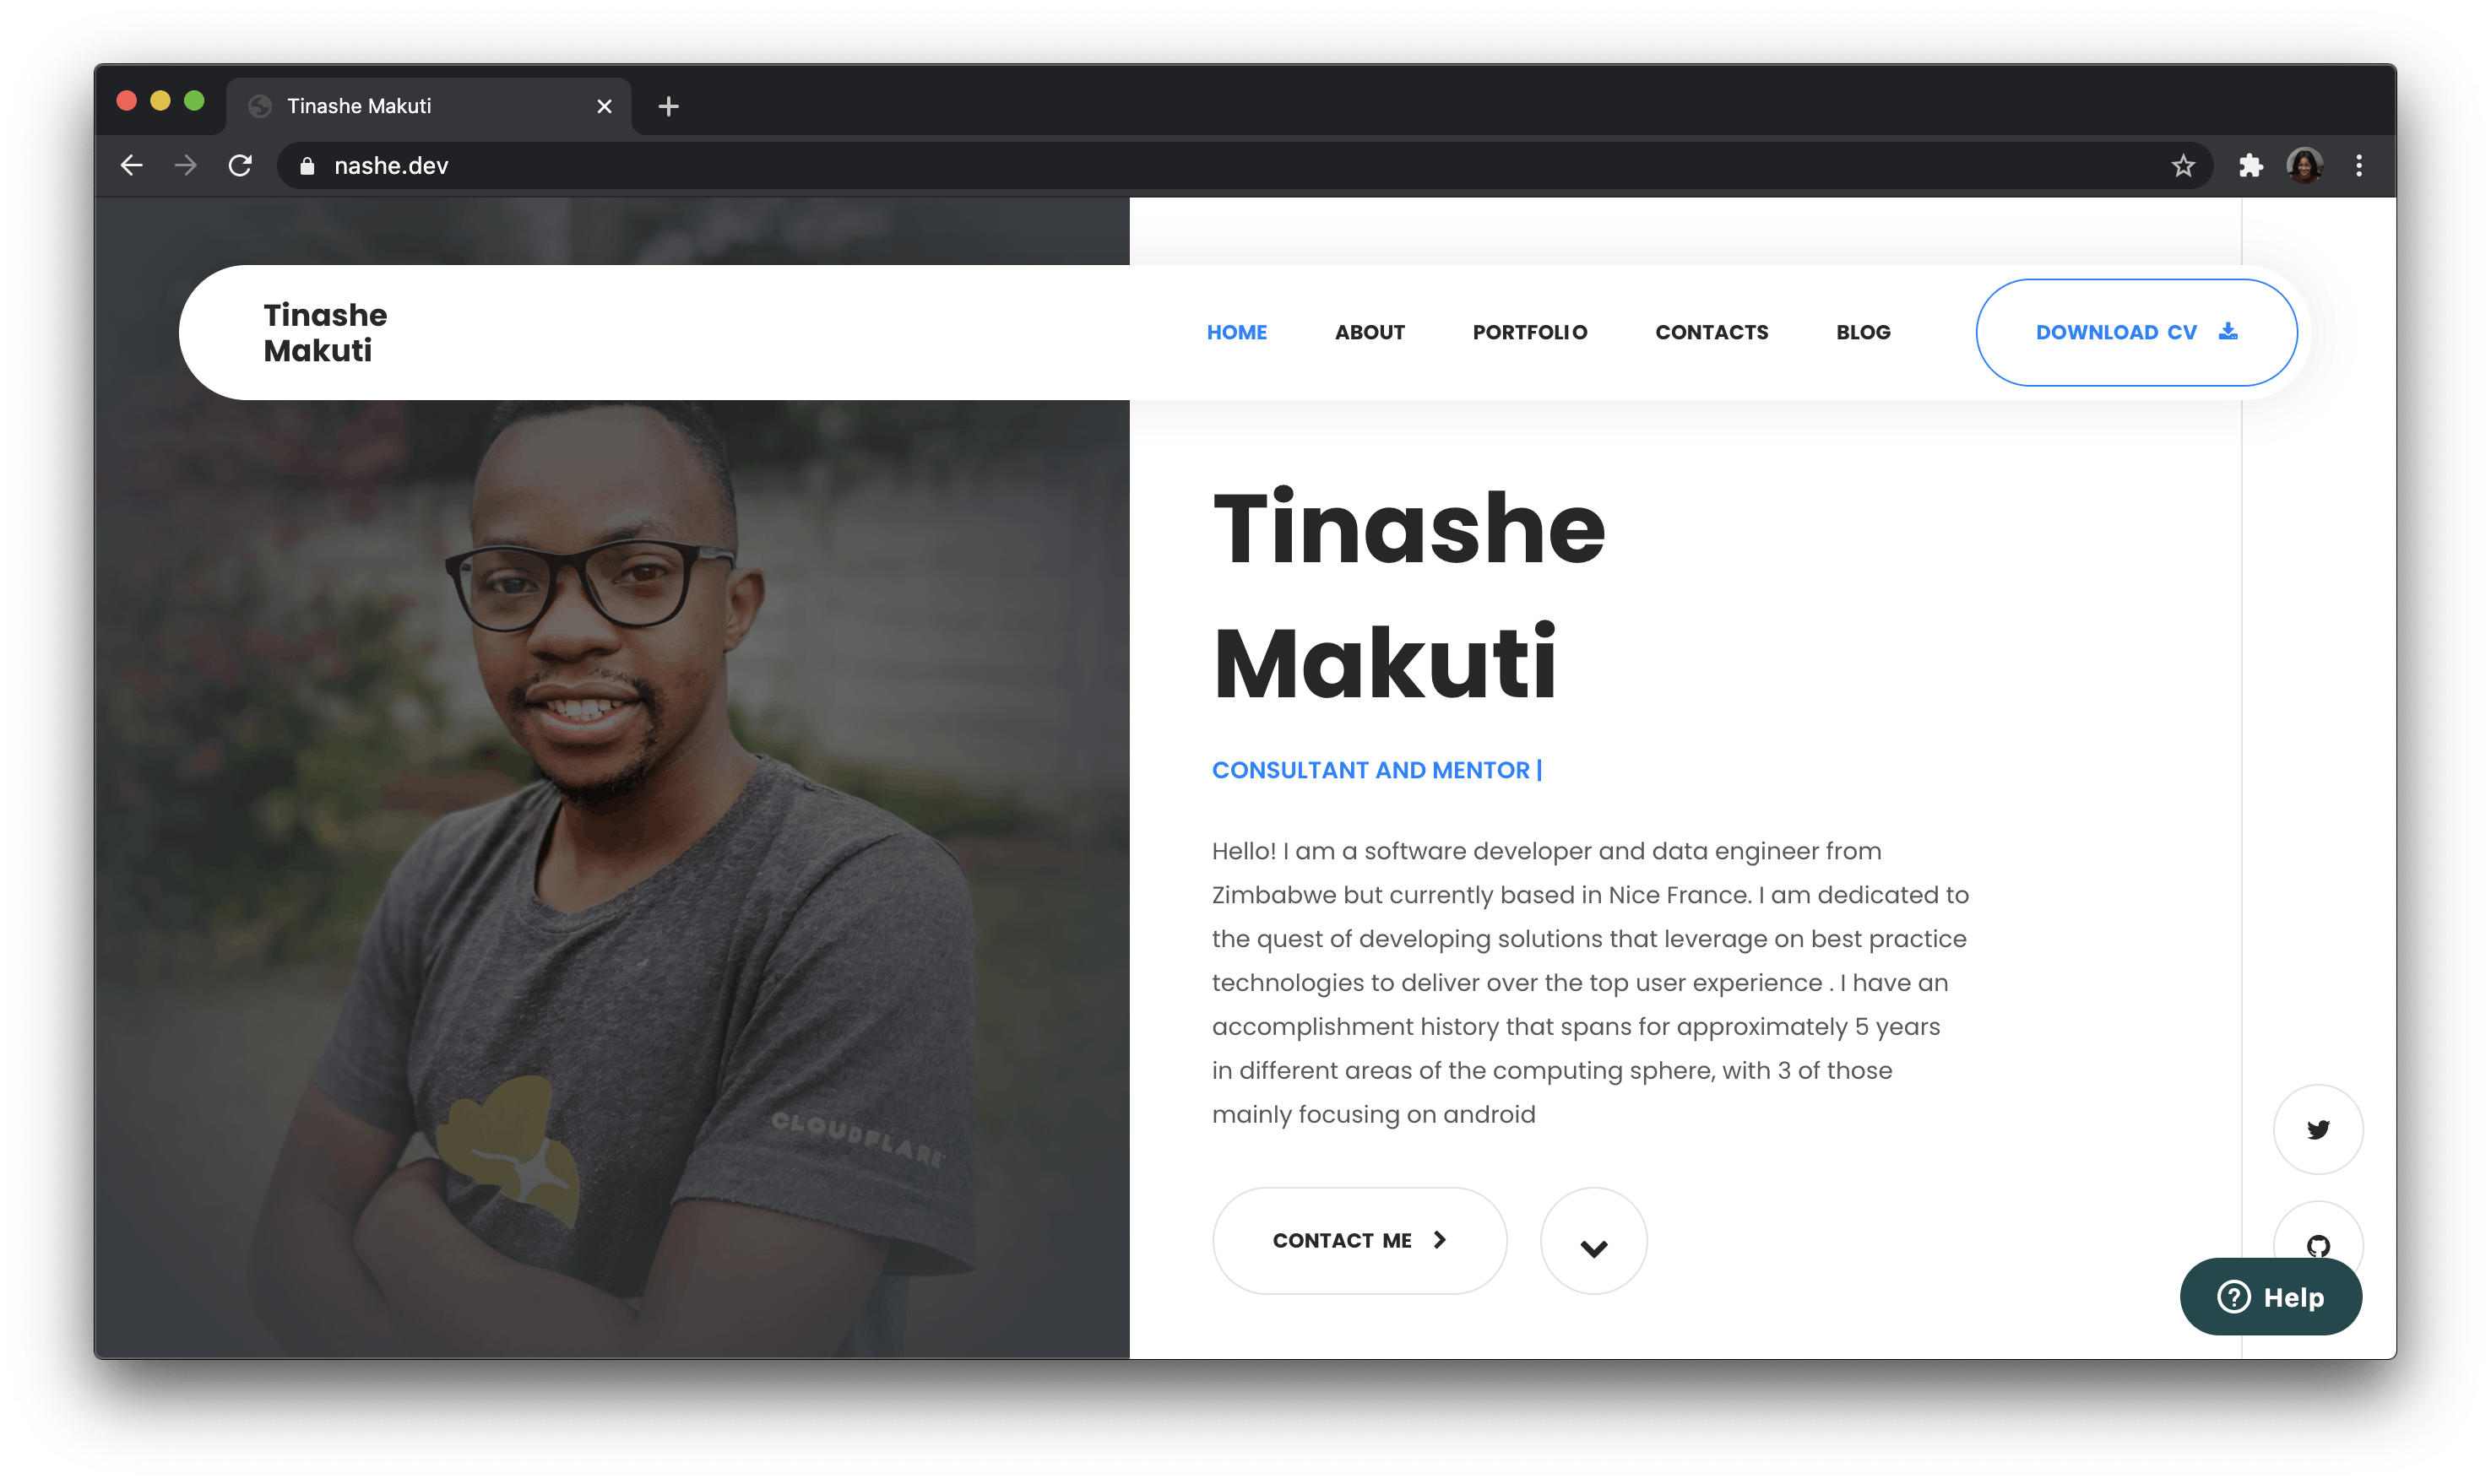 Tinashe Makuti
nashe.dev
Tinashe
Makuti
HOME
ABOUT
PORTFOLIO
CONTACTS
BLOG
DOWNLOAD CV
Tinashe
Makuti
CONSULTANT AND MENTOR |
Hello! I am a software developer and data engineer from
Zimbabwe but currently based in Nice France. I am dedicated to
the quest of developing solutions that leverage on best practice
technologies to deliver over the top user experience . I have an
accomplishment history that spans for approximately 5 years
in different areas of the computing sphere, with 3 of those
mainly focusing on android
CLOUDFLARE
CONTACT ME
Help